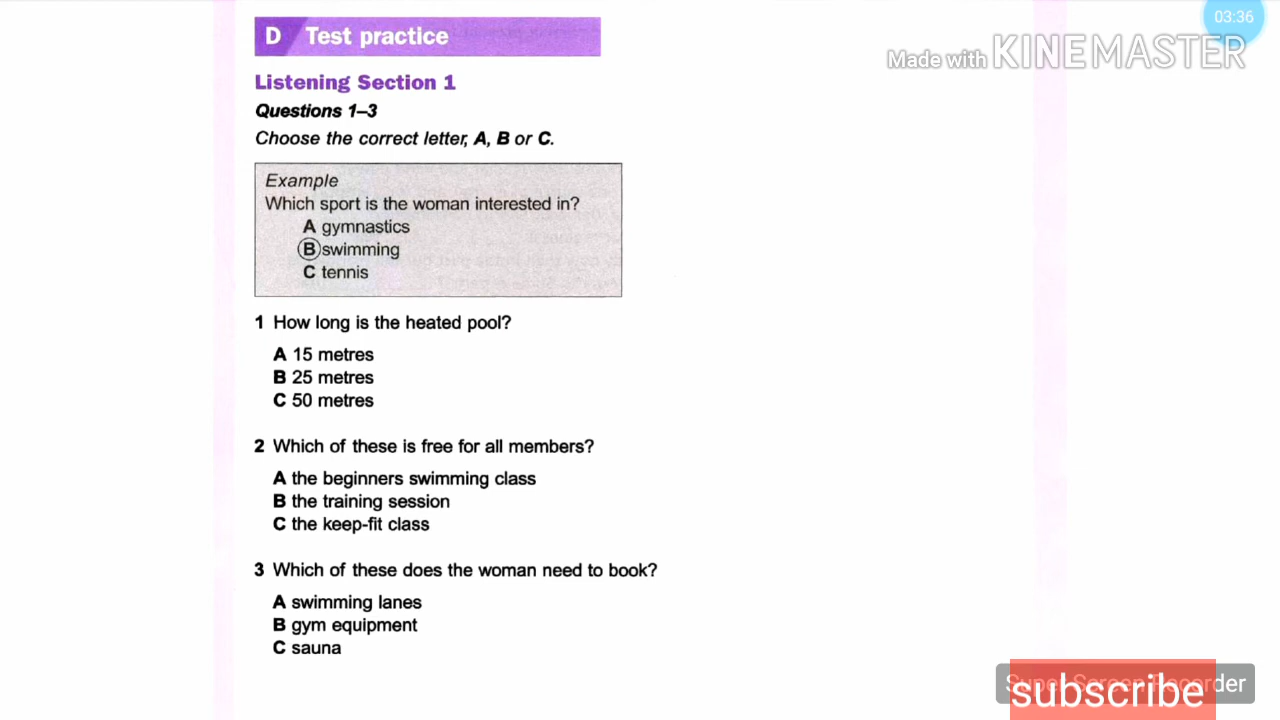 03:36
Made with KINEMASTER
D Test practice
Listening Section 1
Questions 1–3
Choose the correct letter, A, B or C.
Example
Which sport is the woman interested in?
A gymnastics
B swimming
C tennis
1 How long is the heated pool?
A 15 metres
B 25 metres
C 50 metres
2 Which of these is free for all members?
A the beginners swimming class
B the training session
C the keep-fit class
3 Which of these does the woman need to book?
A swimming lanes
B gym equipment
C sauna
Super Screen Recorder
subscribe